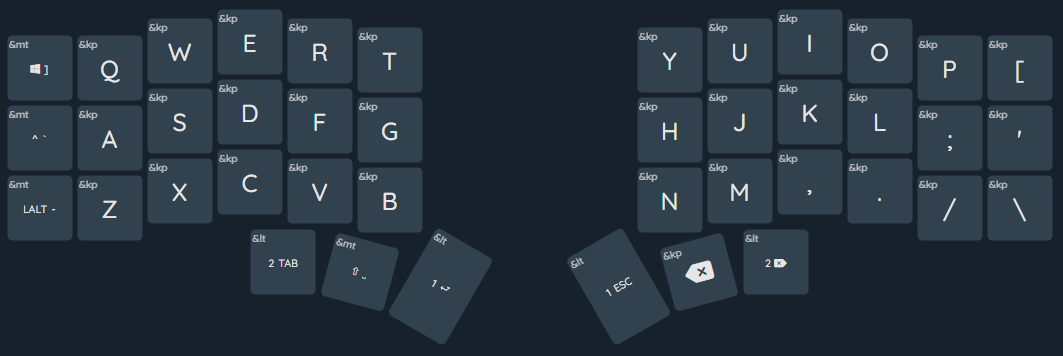 &mt ] &kp Q &kp W &kp E &kp R &kp T &kp Y &kp U &kp I &kp O &kp P &kp [
&mt ^ ` &kp A &kp S &kp D &kp F &kp G &kp H &kp J &kp K &kp L &kp ; &kp '
&mt LALT - &kp Z &kp X &kp C &kp V &kp B &kp N &kp M &kp , &kp . &kp / &kp \
&lt 2 TAB &mt ⇧ ⎵ &lt 1 ↵ &lt 1 ESC &kp ⌫ &lt 2 ⌦